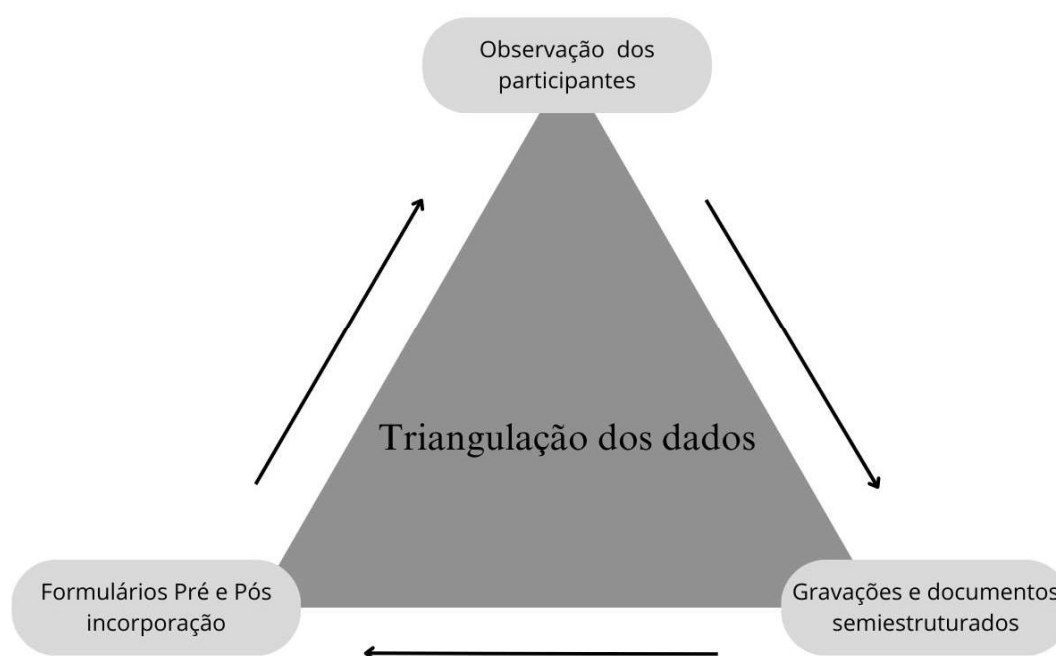 Observação dos
participantes
Triangulação dos dados
Formulários Pré e Pós
incorporação
Gravações e documentos
semiestruturados